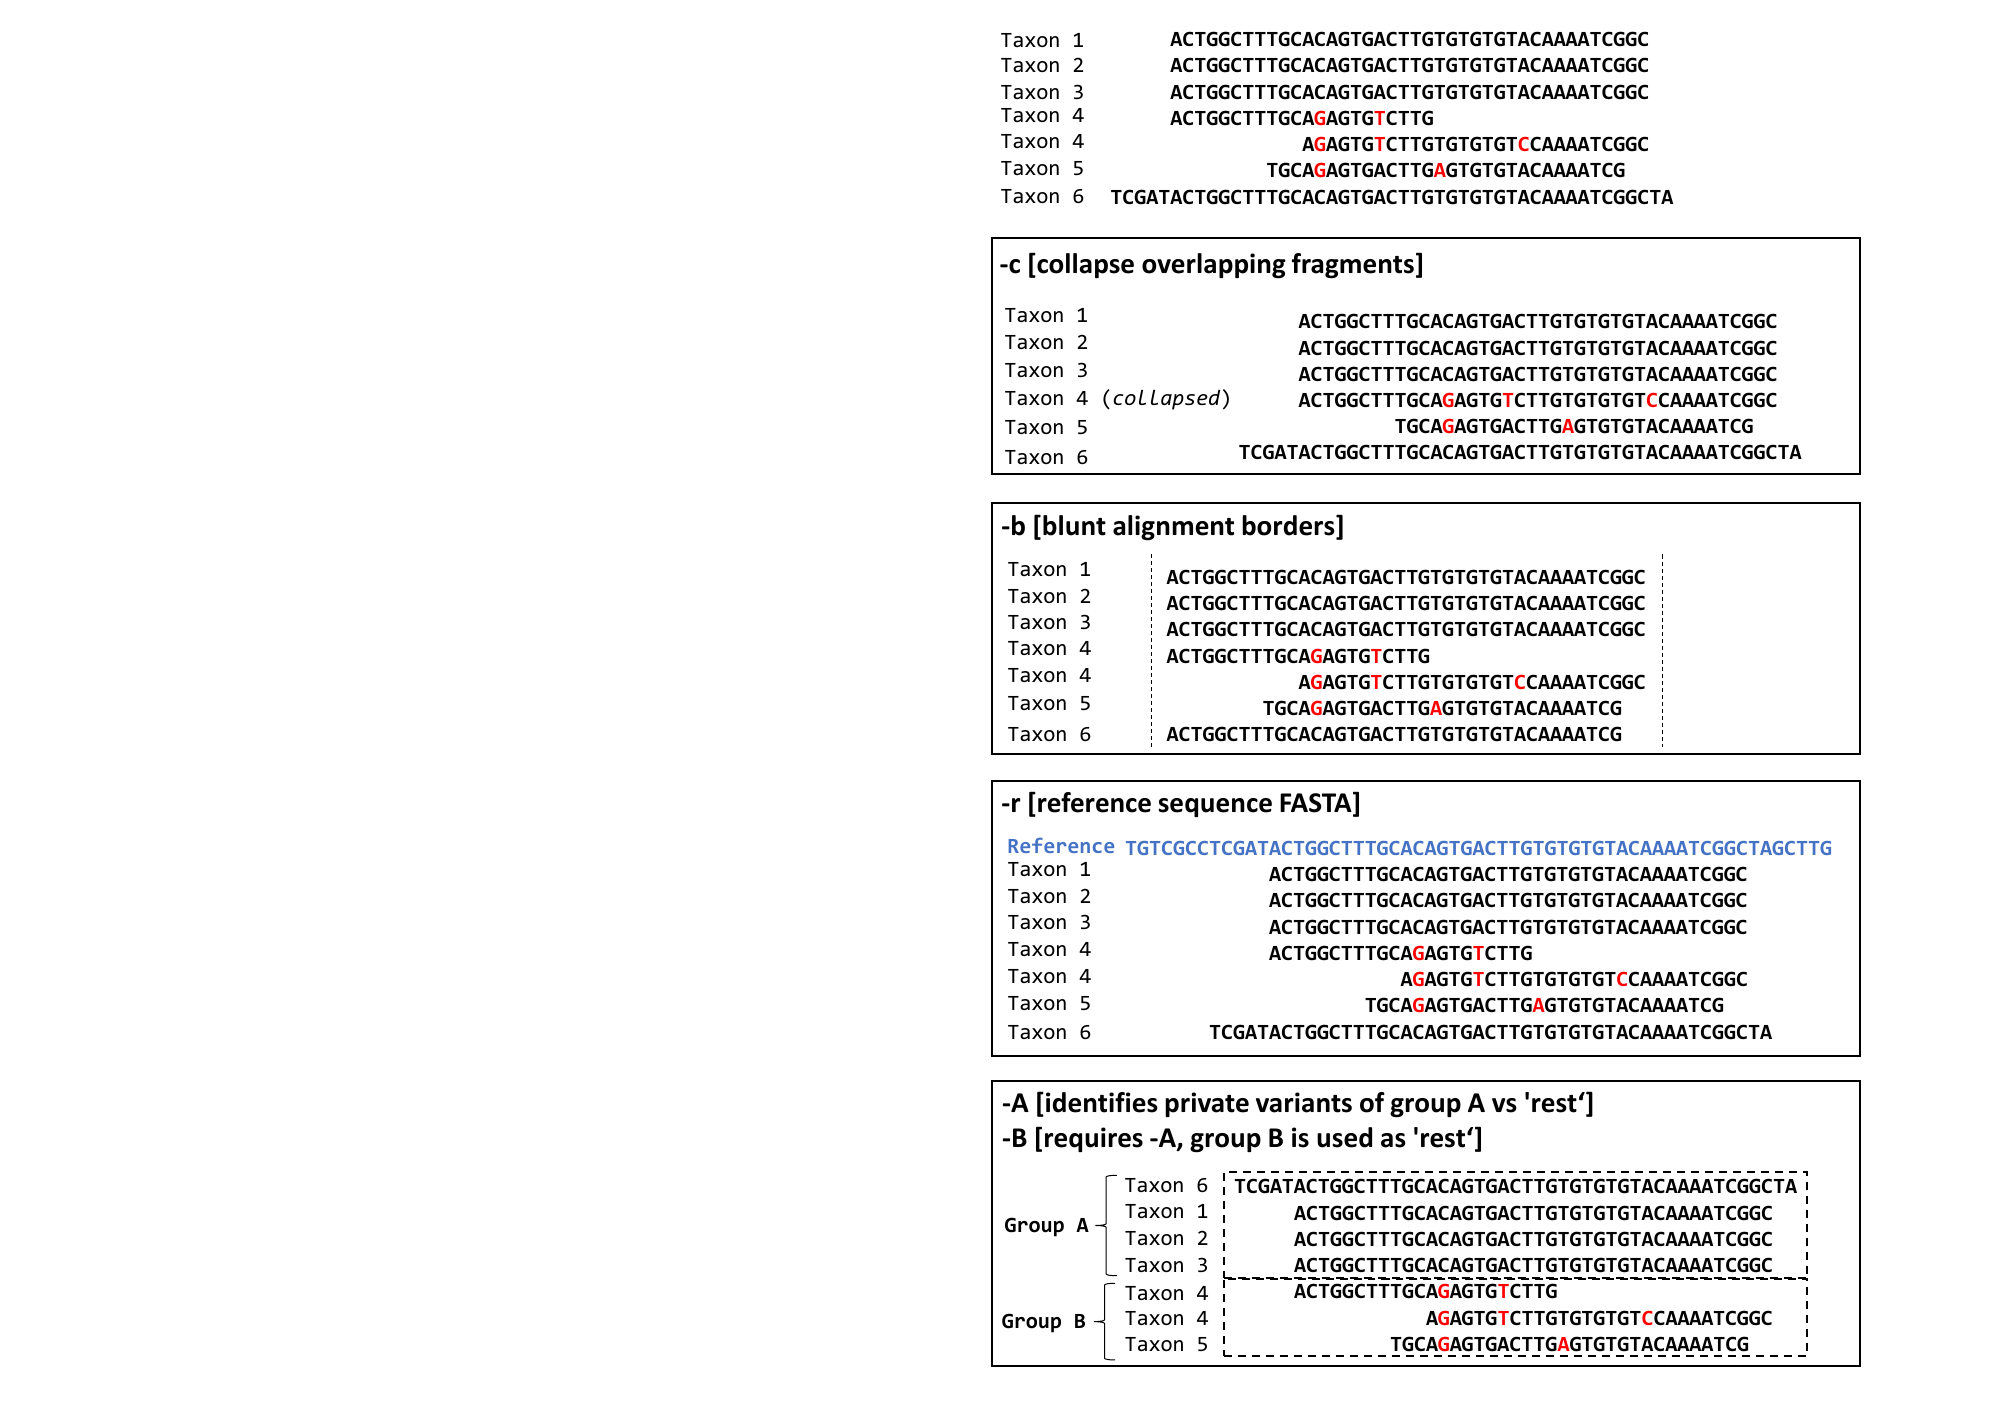 Taxon 1 ACTGGCTTTGCACAGTGACTTGTGTGTGTACAAAATCGGC
Taxon 2 ACTGGCTTTGCACAGTGACTTGTGTGTGTACAAAATCGGC
Taxon 3 ACTGGCTTTGCACAGTGACTTGTGTGTGTACAAAATCGGC
Taxon 4 ACTGGCTTTGCAGAGTGTCTTG
Taxon 4 AGAGTGTCTTGTGTGTGTCCAAAATCGGC
Taxon 5 TGCAGAGTGACTTGAGTGTGTACAAAATCG
Taxon 6 TCGATACTGGCTTTGCACAGTGACTTGTGTGTGTACAAAATCGGCTA
-c [collapse overlapping fragments]
Taxon 1 ACTGGCTTTGCACAGTGACTTGTGTGTGTACAAAATCGGC
Taxon 2 ACTGGCTTTGCACAGTGACTTGTGTGTGTACAAAATCGGC
Taxon 3 ACTGGCTTTGCACAGTGACTTGTGTGTGTACAAAATCGGC
Taxon 4 (collapsed) ACTGGCTTTGCAGAGTGTCTTGTGTGTGTCCAAAATCGGC
Taxon 5 TGCAGAGTGACTTGAGTGTGTACAAAATCG
Taxon 6 TCGATACTGGCTTTGCACAGTGACTTGTGTGTGTACAAAATCGGCTA
-b [blunt alignment borders]
Taxon 1 ACTGGCTTTGCACAGTGACTTGTGTGTGTACAAAATCGGC
Taxon 2 ACTGGCTTTGCACAGTGACTTGTGTGTGTACAAAATCGGC
Taxon 3 ACTGGCTTTGCACAGTGACTTGTGTGTGTACAAAATCGGC
Taxon 4 ACTGGCTTTGCAGAGTGTCTTG
Taxon 4 AGAGTGTCTTGTGTGTGTCCAAAATCGGC
Taxon 5 TGCAGAGTGACTTGAGTGTGTACAAAATCG
Taxon 6 ACTGGCTTTGCACAGTGACTTGTGTGTGTACAAAATCG
-r [reference sequence FASTA]
Reference TGTCGCCTCGATACTGGCTTTGCACAGTGACTTGTGTGTGTACAAAATCGGCTAGCTTG
Taxon 1 ACTGGCTTTGCACAGTGACTTGTGTGTGTACAAAATCGGC
Taxon 2 ACTGGCTTTGCACAGTGACTTGTGTGTGTACAAAATCGGC
Taxon 3 ACTGGCTTTGCACAGTGACTTGTGTGTGTACAAAATCGGC
Taxon 4 ACTGGCTTTGCAGAGTGTCTTG
Taxon 4 AGAGTGTCTTGTGTGTGTCCAAAATCGGC
Taxon 5 TGCAGAGTGACTTGAGTGTGTACAAAATCG
Taxon 6 TCGATACTGGCTTTGCACAGTGACTTGTGTGTGTACAAAATCGGCTA
-A [identifies private variants of group A vs 'rest‘]
-B [requires -A, group B is used as 'rest‘]
Group A
Taxon 6 TCGATACTGGCTTTGCACAGTGACTTGTGTGTGTACAAAATCGGCTA
Taxon 1 ACTGGCTTTGCACAGTGACTTGTGTGTGTACAAAATCGGC
Taxon 2 ACTGGCTTTGCACAGTGACTTGTGTGTGTACAAAATCGGC
Taxon 3 ACTGGCTTTGCACAGTGACTTGTGTGTGTACAAAATCGGC
Group B
Taxon 4 ACTGGCTTTGCAGAGTGTCTTG
Taxon 4 AGAGTGTCTTGTGTGTGTCCAAAATCGGC
Taxon 5 TGCAGAGTGACTTGAGTGTGTACAAAATCG